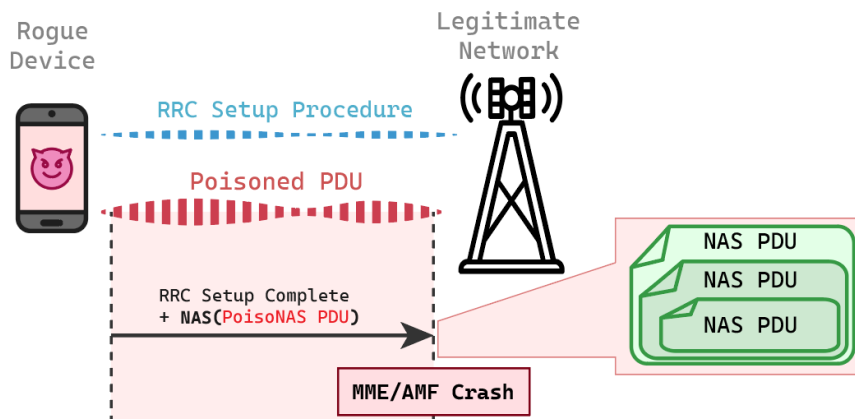 Rogue
Device
Legitimate
Network
RRC Setup Procedure
Poisoned PDU
RRC Setup Complete
+ NAS(PoisoNAS PDU)
MME/AMF Crash
NAS PDU
NAS PDU
NAS PDU